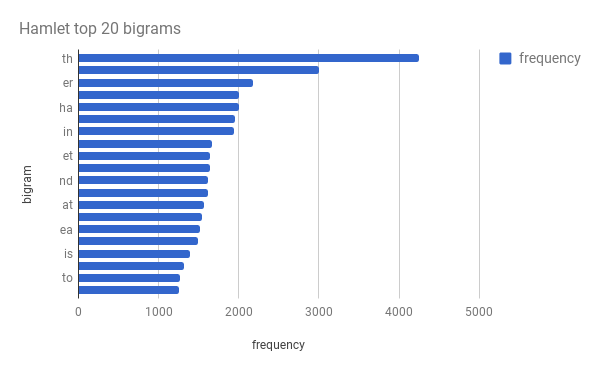 Hamlet top 20 bigrams
frequency
th
er
ha
in
et
nd
at
ea
is
to
bigram
0 1000 2000 3000 4000 5000
frequency